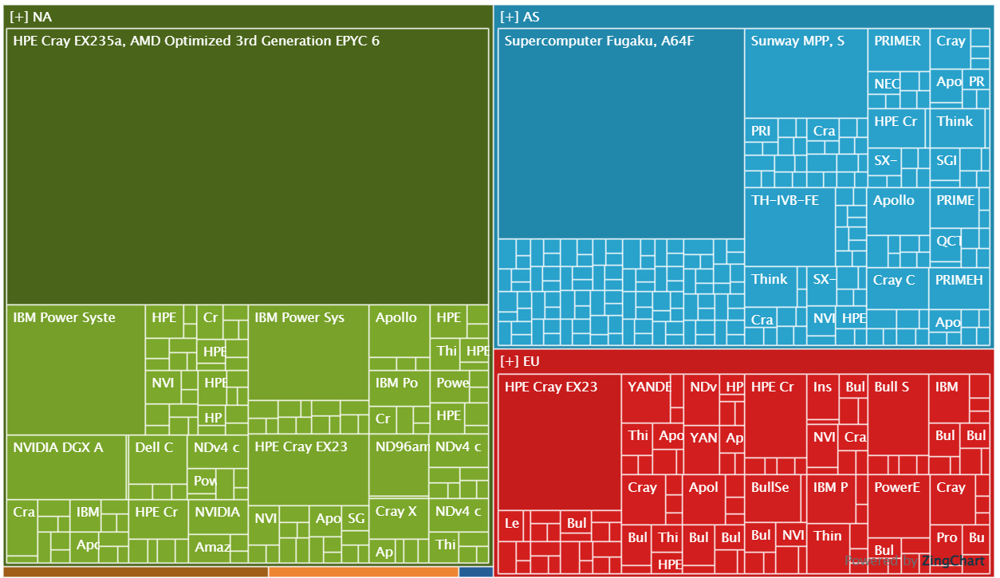 [+] NA
HPE Cray EX235a, AMD Optimized 3rd Generation EPYC 6
IBM Power Syste
HPE
Cr
HPE
NVI
HPE
HP
IBM Power Sys
Apollo
HPE
Thi
HPE
IBM Po
Powe
Cr
HPE
NVIDIA DGX A
Dell C
NDv4 c
Pow
HPE Cray EX23
ND96am
NDv4 c
Cra
IBM
Apo
HPE Cr
NVIDIA
Amaz
NVI
Apo
SG
Cray X
Ap
NDv4 c
Thi
[+] AS
Supercomputer Fugaku, A64F
Sunway MPP, S
PRIMER
Cray
NEC
Apo
PR
PRI
Cra
HPE Cr
Think
SX-
SGI
TH-IVB-FE
Apollo
PRIME
QCT
Think
SX-
Cray C
PRIMEH
Cra
NVI
HPE
Apo
[+] EU
HPE Cray EX23
YANDE
NDv
HP
HPE Cr
Ins
Bul
Bull S
IBM
Thi
Apo
YAN
Ap
NVI
Cra
Bul
Bul
Cray
Apol
BullSe
IBM P
PowerE
Cray
Le
Bul
Bul
Thi
HPE
Bul
Bul
Bul
NVI
Thin
Bul
Pro
Bu
Powered by ZingChart